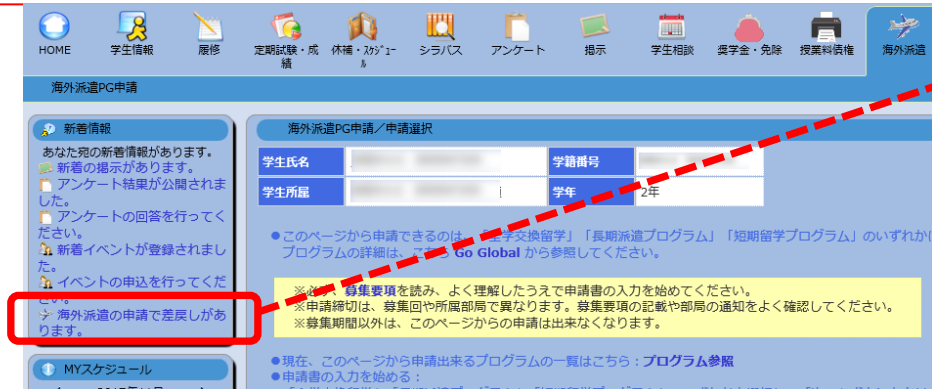 HOME 学生情報 履修 定期試験・成績 休補・ｽｹｼﾞｭｰﾙ シラバス アンケート 掲示 学生相談 奨学金・免除 授業料債権 海外派遣
海外派遣PG申請
新着情報
あなた宛の新着情報があります。
新着の掲示があります。
アンケート結果が公開されま
した。
アンケートの回答を行ってく
ださい。
新着イベントが登録されまし
た。
イベントの申込を行ってくだ
さい。
海外派遣の申請で差戻しがあ
ります。
MYスケジュール
海外派遣PG申請／申請選択
学生氏名 学籍番号
学生所属 学年 2年
●このページから申請できるのは、「全学交換留学」「長期派遣プログラム」「短期留学プログラム」のいずれか
プログラムの詳細は、こちら Go Global から参照してください。
※必ず、募集要項を読み、よく理解したうえで申請書の入力を始めてください。
※申請締切は、募集回や所属部局で異なります。募集要項の記載や部局の通知をよく確認してください。
※募集期間以外は、このページからの申請は出来なくなります。
●現在、このページから申請出来るプログラムの一覧はこちら：プログラム参照
●申請書の入力を始める：